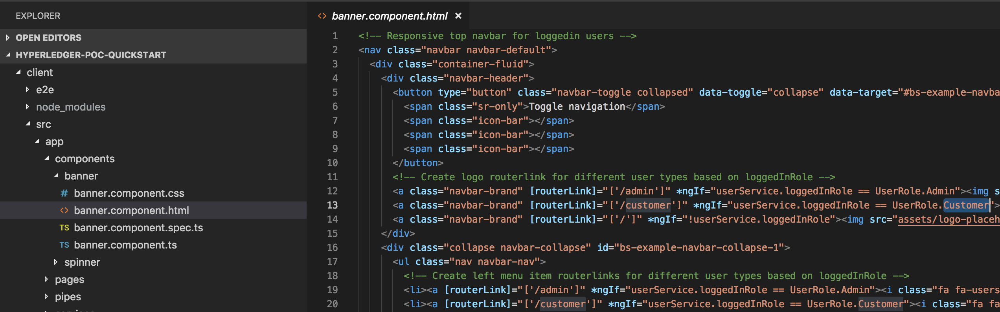 EXPLORER
OPEN EDITORS
HYPERLEDGER-POC-QUICKSTART
client
e2e
node_modules
src
app
components
banner
# banner.component.css
<> banner.component.html
TS banner.component.spec.ts
TS banner.component.ts
spinner
pages
pipes
services
<> banner.component.html ×
1 <!-- Responsive top navbar for loggedin users -->
2 <nav class="navbar navbar-default">
3 <div class="container-fluid">
4 <div class="navbar-header">
5 <button type="button" class="navbar-toggle collapsed" data-toggle="collapse" data-target="#bs-example-navba
6 <span class="sr-only">Toggle navigation</span>
7 <span class="icon-bar"></span>
8 <span class="icon-bar"></span>
9 <span class="icon-bar"></span>
10 </button>
11 <!-- Create logo routerlink for different user types based on loggedInRole -->
12 <a class="navbar-brand" [routerLink]="['/admin']" *ngIf="userService.loggedInRole == UserRole.Admin"><img s
13 <a class="navbar-brand" [routerLink]="['/customer']" *ngIf="userService.loggedInRole == UserRole.Customer">
14 <a class="navbar-brand" [routerLink]="['/']" *ngIf="!userService.loggedInRole"><img src="assets/logo-placeh
15 </div>
16 <div class="collapse navbar-collapse" id="bs-example-navbar-collapse-1">
17 <ul class="nav navbar-nav">
18 <!-- Create left menu item routerlinks for different user types based on loggedInRole -->
19 <li><a [routerLink]="['/admin']" *ngIf="userService.loggedInRole == UserRole.Admin"><i class="fa fa-users
20 <li><a [routerLink]="['/customer']" *ngIf="userService.loggedInRole == UserRole.Customer"><i class="fa fa